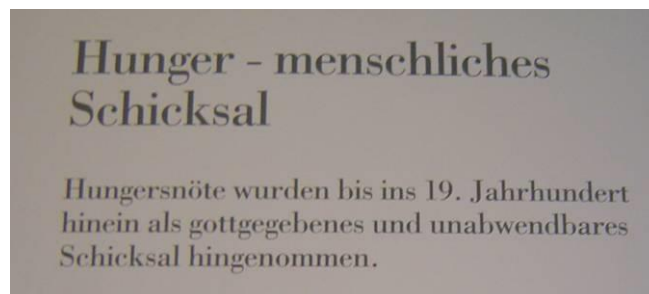 Hunger - menschliches
Schicksal
Hungersnöte wurden bis ins 19. Jahrhundert
hinein als gottgegebenes und unabwendbares
Schicksal hingenommen.